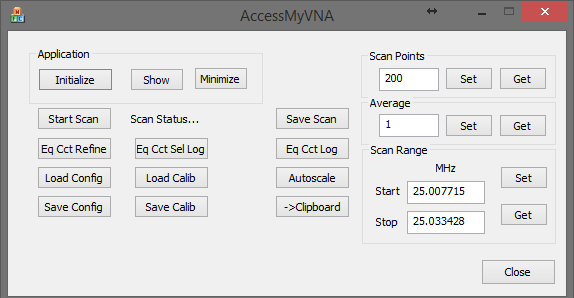 AccessMyVNA
Application
Initialize Show Minimize
Scan Points
200 Set Get
Average
1 Set Get
Start Scan Scan Status... Save Scan
Eq Cct Refine Eq Cct Sel Log Eq Cct Log
Load Config Load Calib Autoscale
Save Config Save Calib ->Clipboard
Scan Range
MHz
Start 25.007715 Set
Stop 25.033428 Get
Close